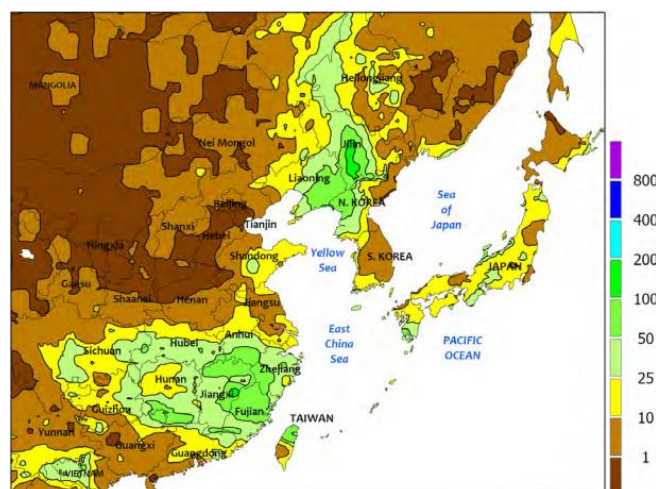 Heilongjiang
MONGOLIA
Jilin
Nei Mongol
Liaoning
Beijing
N. KOREA
Tianjin
Sea
of
Japan
Shanxi
Hebei
Ningxia
Shandong
Yellow
Sea
S. KOREA
JAPAN
Gansu
Shaanxi
Henan
Jiangsu
Anhui
East
China
Sea
PACIFIC
OCEAN
Hubei
Sichuan
Zhejiang
Hunan
Jiangxi
Guizhou
Fujian
TAIWAN
Yunnan
Guangxi
Guangdong
VIETNAM
800
400
200
100
50
25
10
1